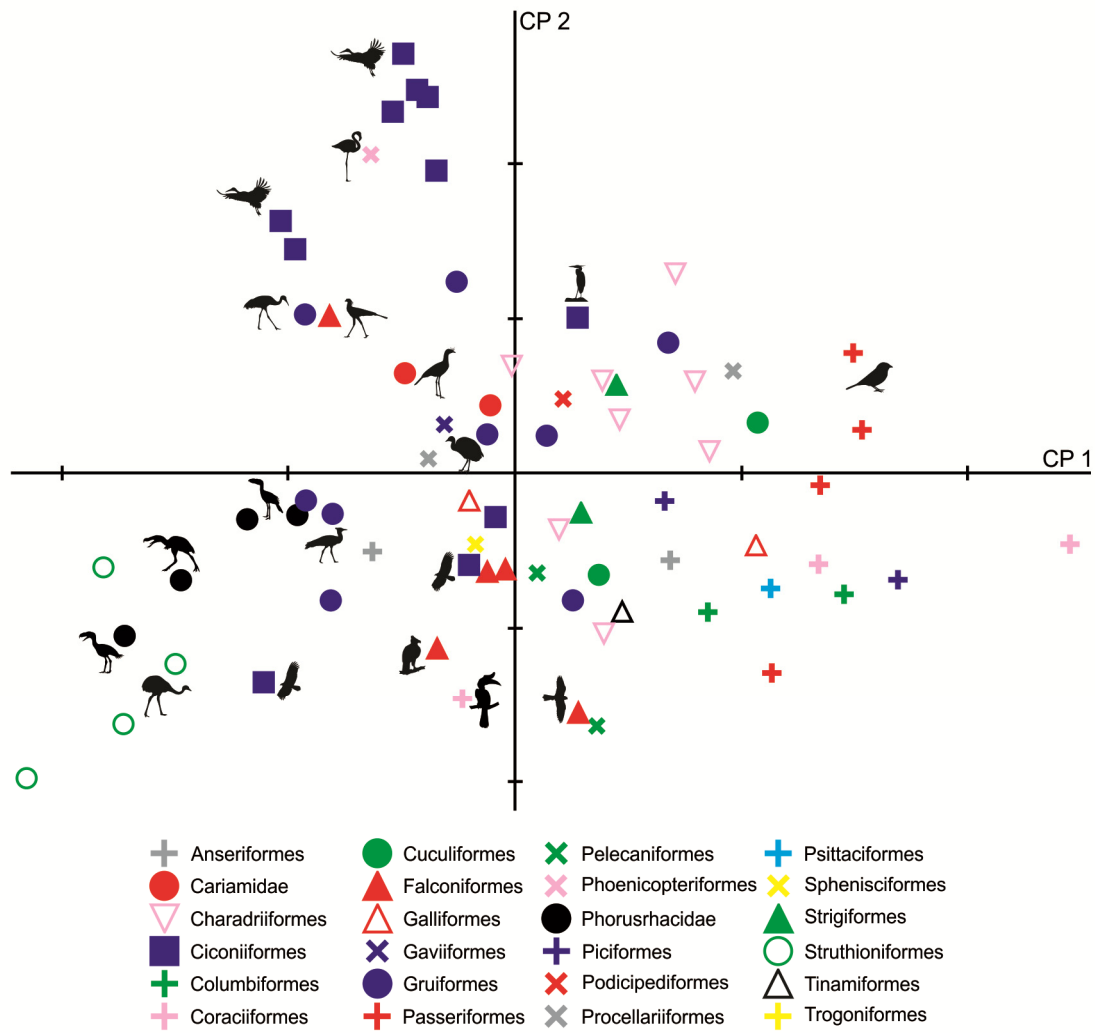 CP 2
CP 1
Anseriformes
Cariamidae
Charadriiformes
Ciconiiformes
Columbiformes
Coraciiformes
Cuculiformes
Falconiformes
Galliformes
Gaviiformes
Gruiformes
Passeriformes
Pelecaniformes
Phoenicopteriformes
Phorusrhacidae
Piciformes
Podicipediformes
Procellariiformes
Psittaciformes
Sphenisciformes
Strigiformes
Struthioniformes
Tinamiformes
Trogoniformes